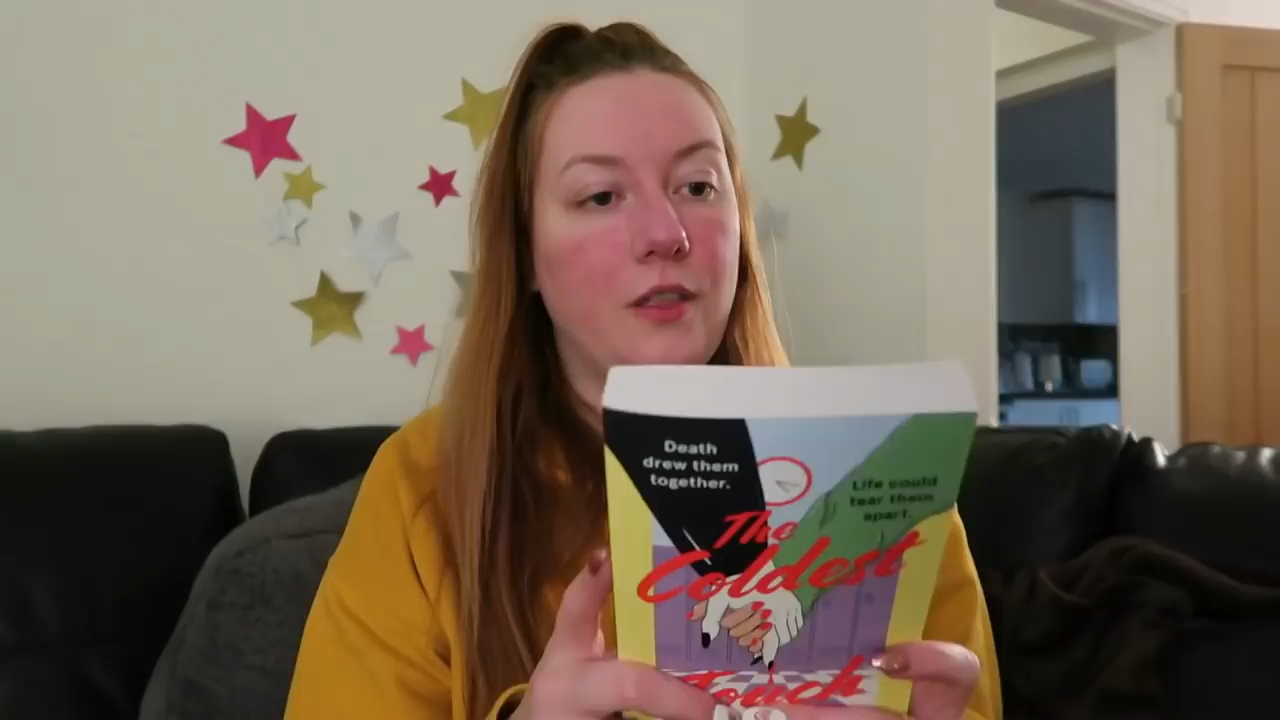 Death
drew them
together.
Life could
tear them
apart.
The
Coldest
Touch